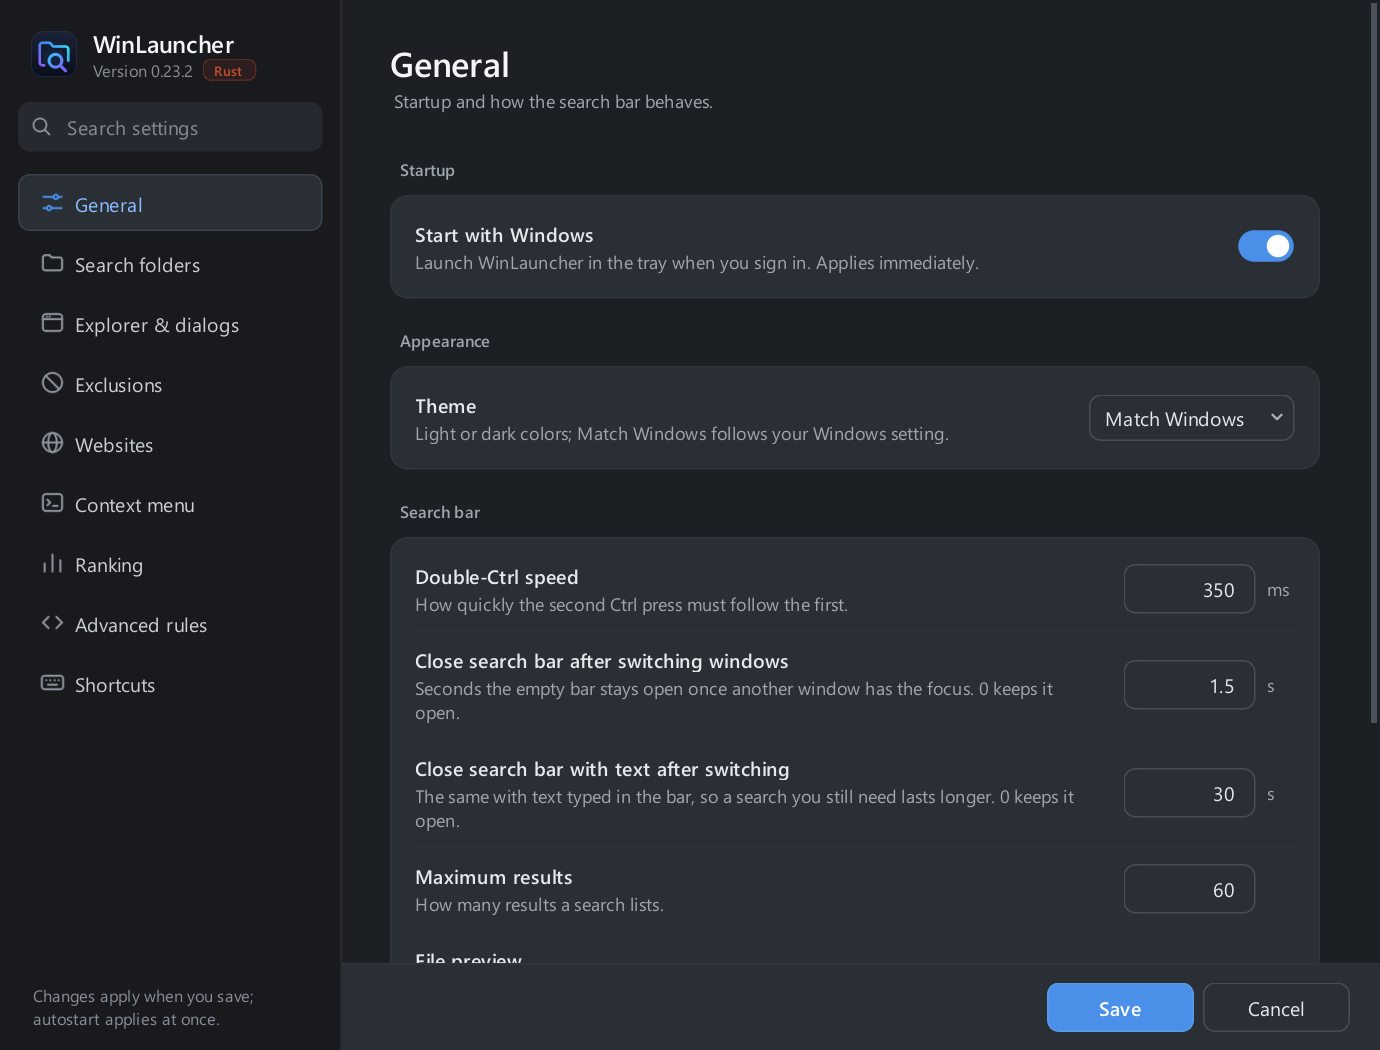 WinLauncher
Version 0.23.2 Rust
Search settings
General
Search folders
Explorer & dialogs
Exclusions
Websites
Context menu
Ranking
Advanced rules
Shortcuts
Changes apply when you save;
autostart applies at once.
General
Startup and how the search bar behaves.
Startup
Start with Windows
Launch WinLauncher in the tray when you sign in. Applies immediately.
Appearance
Theme
Light or dark colors; Match Windows follows your Windows setting.
Match Windows
Search bar
Double-Ctrl speed
How quickly the second Ctrl press must follow the first.
350 ms
Close search bar after switching windows
Seconds the empty bar stays open once another window has the focus. 0 keeps it
open.
1.5 s
Close search bar with text after switching
The same with text typed in the bar, so a search you still need lasts longer. 0 keeps it
open.
30 s
Maximum results
How many results a search lists.
60
File preview
Save
Cancel